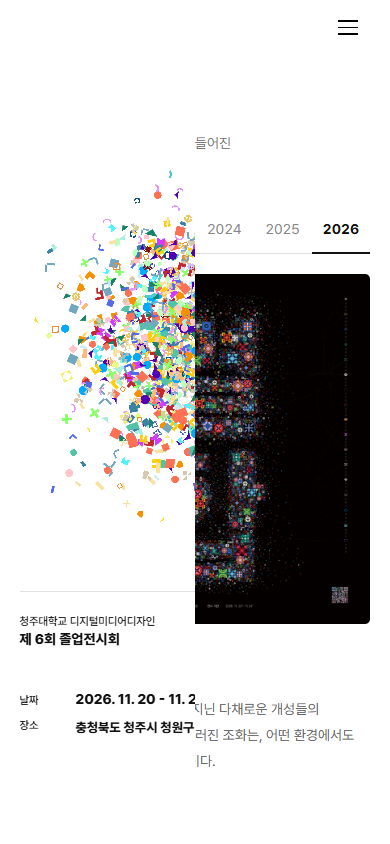 들어진
2024 2025 2026
청주대학교 디지털미디어디자인
제 6회 졸업전시회
날짜 2026. 11. 20 - 11. 2
장소 충청북도 청주시 청원구
지닌 다채로운 개성들의
러진 조화는, 어떤 환경에서도
니다.